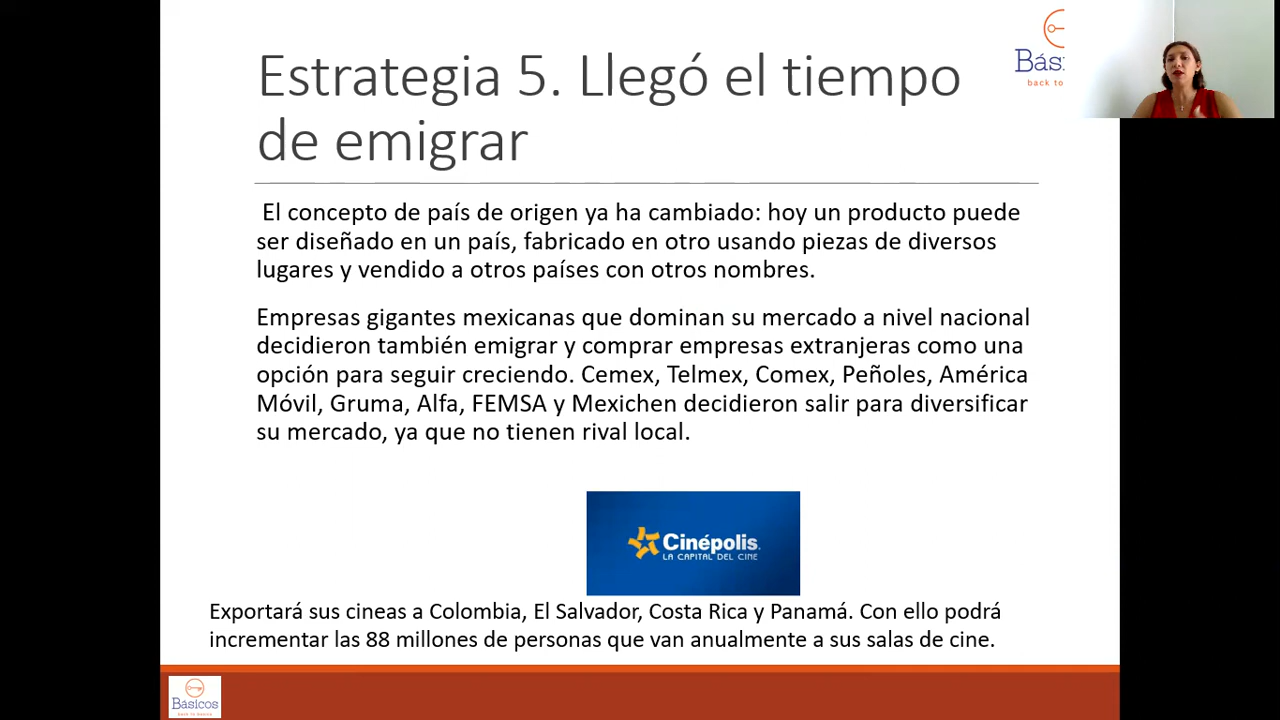 Estrategia 5. Llegó el tiempo
de emigrar
Bás
back to
El concepto de país de origen ya ha cambiado: hoy un producto puede
ser diseñado en un país, fabricado en otro usando piezas de diversos
lugares y vendido a otros países con otros nombres.
Empresas gigantes mexicanas que dominan su mercado a nivel nacional
decidieron también emigrar y comprar empresas extranjeras como una
opción para seguir creciendo. Cemex, Telmex, Comex, Peñoles, América
Móvil, Gruma, Alfa, FEMSA y Mexichen decidieron salir para diversificar
su mercado, ya que no tienen rival local.
Cinépolis
LA CAPITAL DEL CINE
Exportará sus cineas a Colombia, El Salvador, Costa Rica y Panamá. Con ello podrá
incrementar las 88 millones de personas que van anualmente a sus salas de cine.
Básicos
back to basics